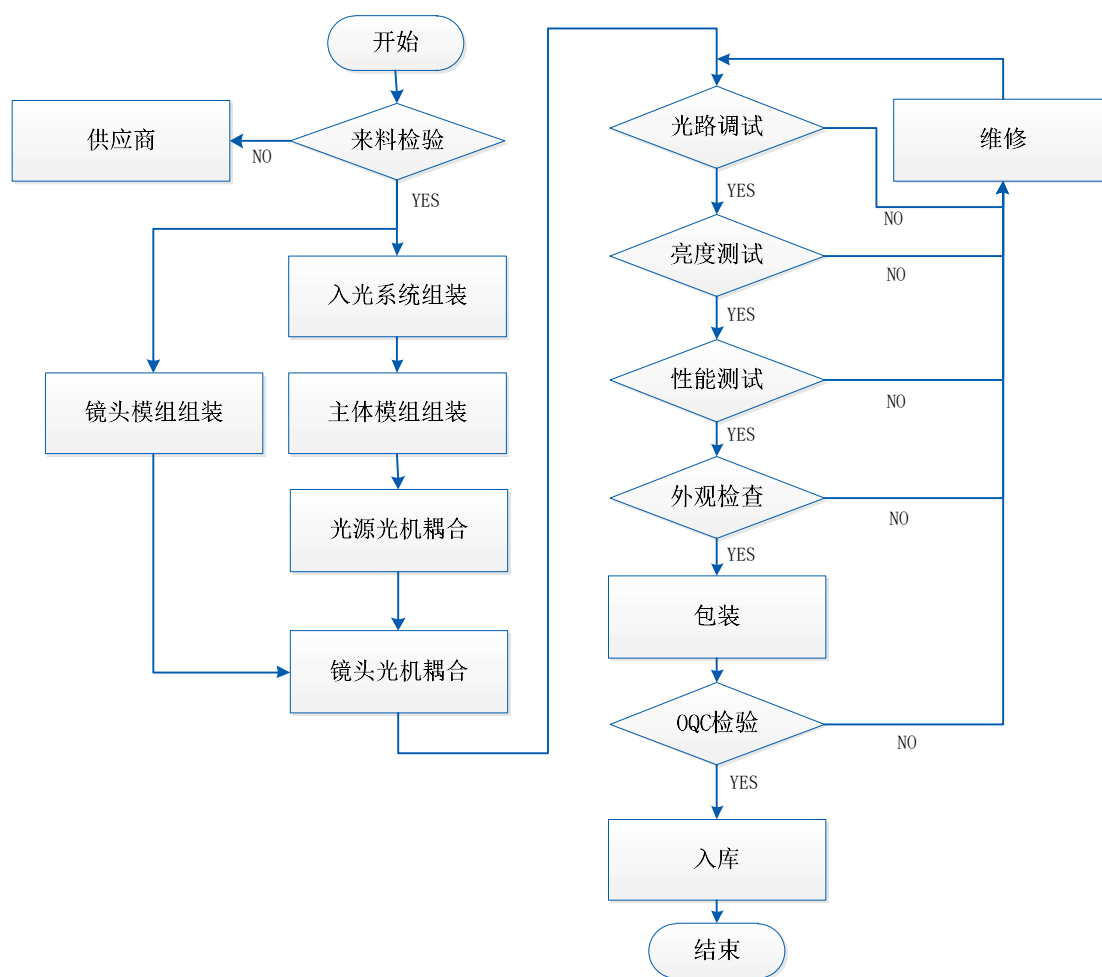 开始
来料检验
供应商
NO
YES
入光系统组装
镜头模组组装
主体模组组装
光源光机耦合
镜头光机耦合
光路调试
维修
YES
NO
亮度测试
NO
YES
性能测试
NO
YES
外观检查
NO
YES
包装
OQC检验
NO
YES
入库
结束